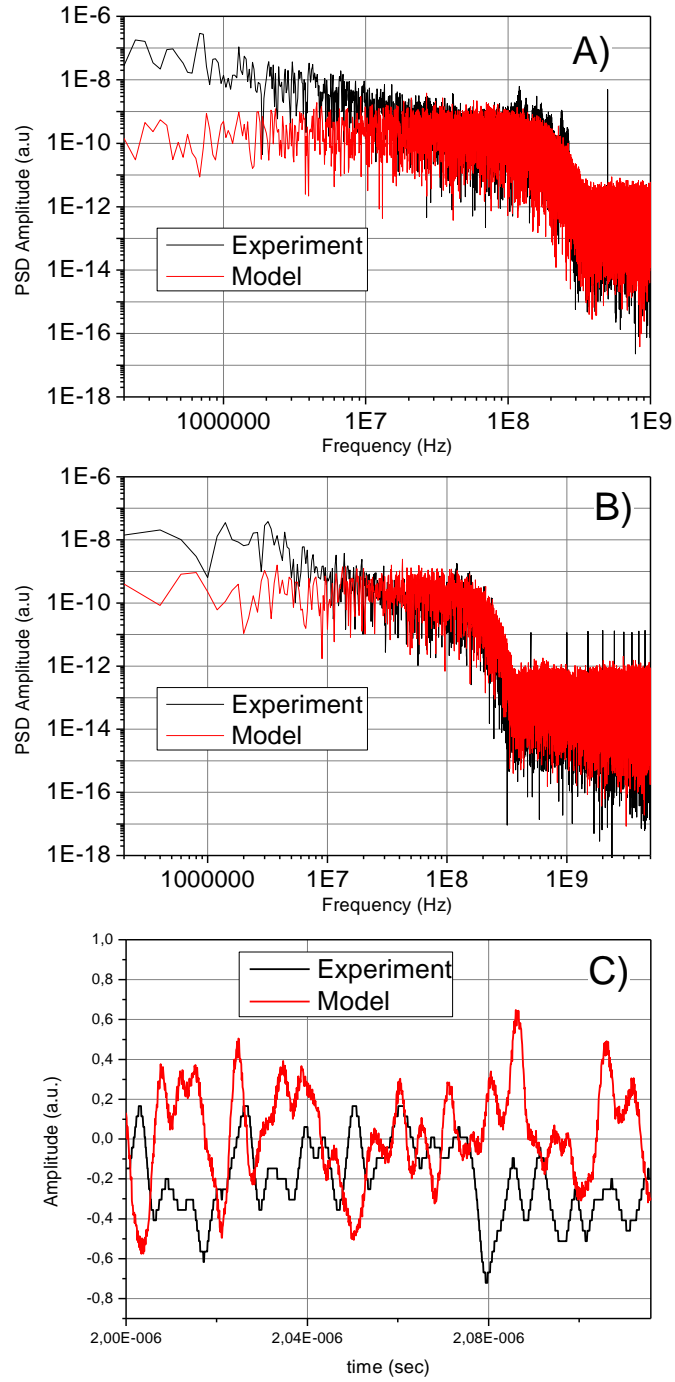 1E-6
A)
1E-8
1E-10
1E-12
1E-14
1E-16
1E-18
PSD Amplitude (a.u)
Experiment
Model
1000000 1E7 1E8 1E9
Frequency (Hz)
1E-6
B)
1E-8
1E-10
1E-12
1E-14
1E-16
1E-18
PSD Amplitude (a.u)
Experiment
Model
1000000 1E7 1E8 1E9
Frequency (Hz)
1,0
C)
0,8
0,6
0,4
0,2
0,0
-0,2
-0,4
-0,6
-0,8
Amplitude (a.u.)
Experiment
Model
2,00E-006 2,04E-006 2,08E-006
time (sec)